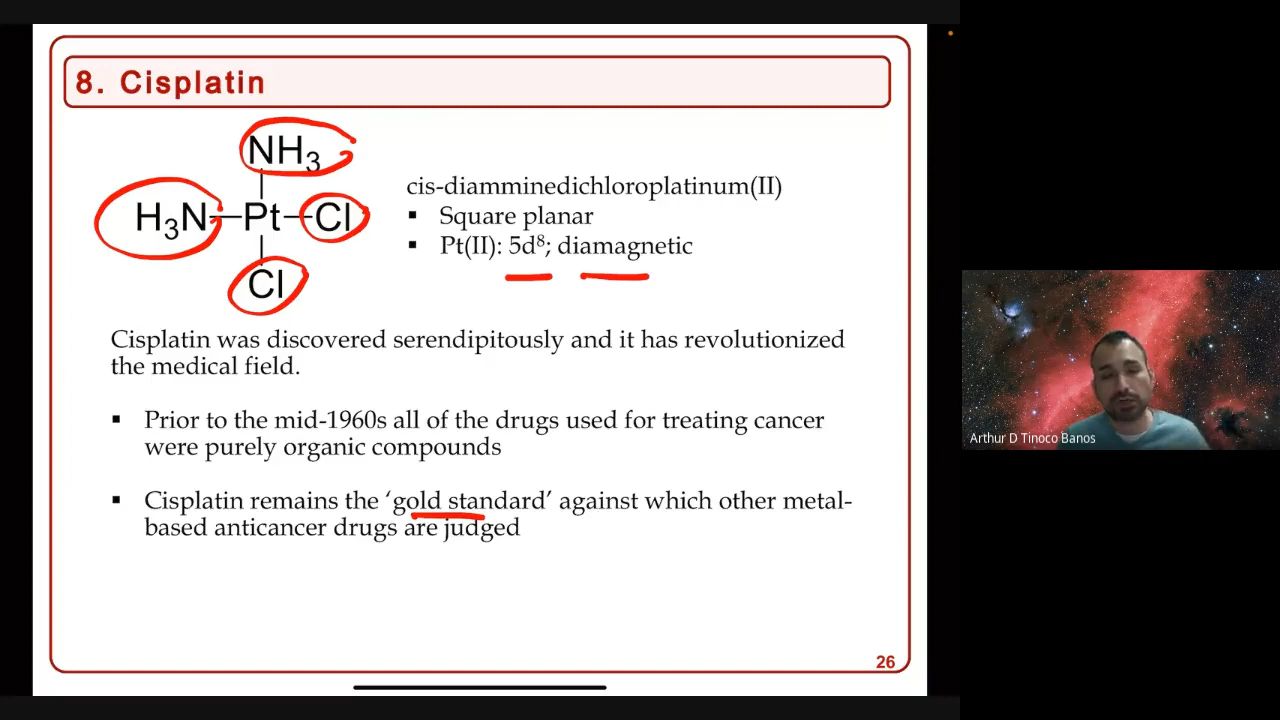 8. Cisplatin
NH₃
H₃N Pt Cl
Cl
cis-diamminedichloroplatinum(II)
▪ Square planar
▪ Pt(II): 5d⁸; diamagnetic
Cisplatin was discovered serendipitously and it has revolutionized
the medical field.
▪ Prior to the mid-1960s all of the drugs used for treating cancer
were purely organic compounds
▪ Cisplatin remains the ‘gold standard’ against which other metal-
based anticancer drugs are judged
26
Arthur D Tinoco Banos